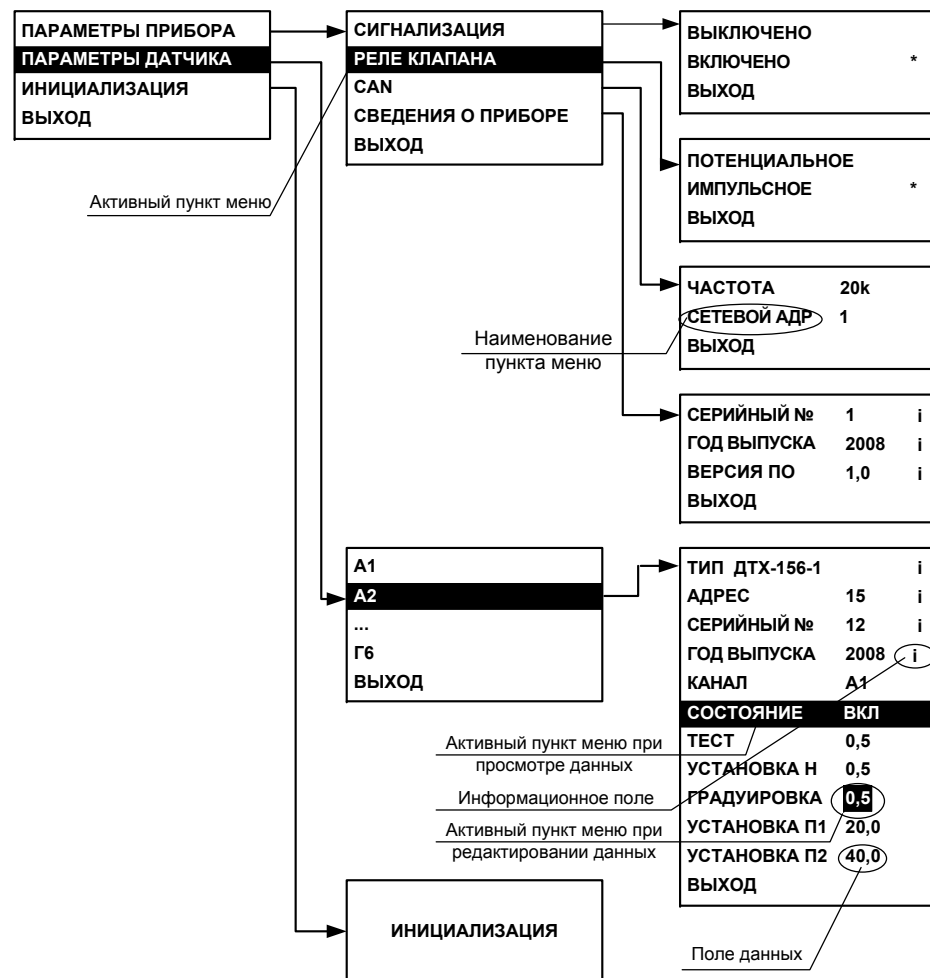 ПАРАМЕТРЫ ПРИБОРА
ПАРАМЕТРЫ ДАТЧИКА
ИНИЦИАЛИЗАЦИЯ
ВЫХОД
СИГНАЛИЗАЦИЯ
РЕЛЕ КЛАПАНА
CAN
СВЕДЕНИЯ О ПРИБОРЕ
ВЫХОД
ВЫКЛЮЧЕНО
ВКЛЮЧЕНО *
ВЫХОД
ПОТЕНЦИАЛЬНОЕ
ИМПУЛЬСНОЕ *
ВЫХОД
Активный пункт меню
ЧАСТОТА 20k
СЕТЕВОЙ АДР 1
ВЫХОД
Наименование
пункта меню
СЕРИЙНЫЙ № 1 i
ГОД ВЫПУСКА 2008 i
ВЕРСИЯ ПО 1,0 i
ВЫХОД
А1
А2
...
Г6
ВЫХОД
ТИП ДТХ-156-1 i
АДРЕС 15 i
СЕРИЙНЫЙ № 12 i
ГОД ВЫПУСКА 2008 i
КАНАЛ А1
СОСТОЯНИЕ ВКЛ
ТЕСТ 0,5
УСТАНОВКА Н 0,5
ГРАДУИРОВКА 0,5
УСТАНОВКА П1 20,0
УСТАНОВКА П2 40,0
ВЫХОД
Активный пункт меню при
просмотре данных
Информационное поле
Активный пункт меню при
редактировании данных
ИНИЦИАЛИЗАЦИЯ
Поле данных